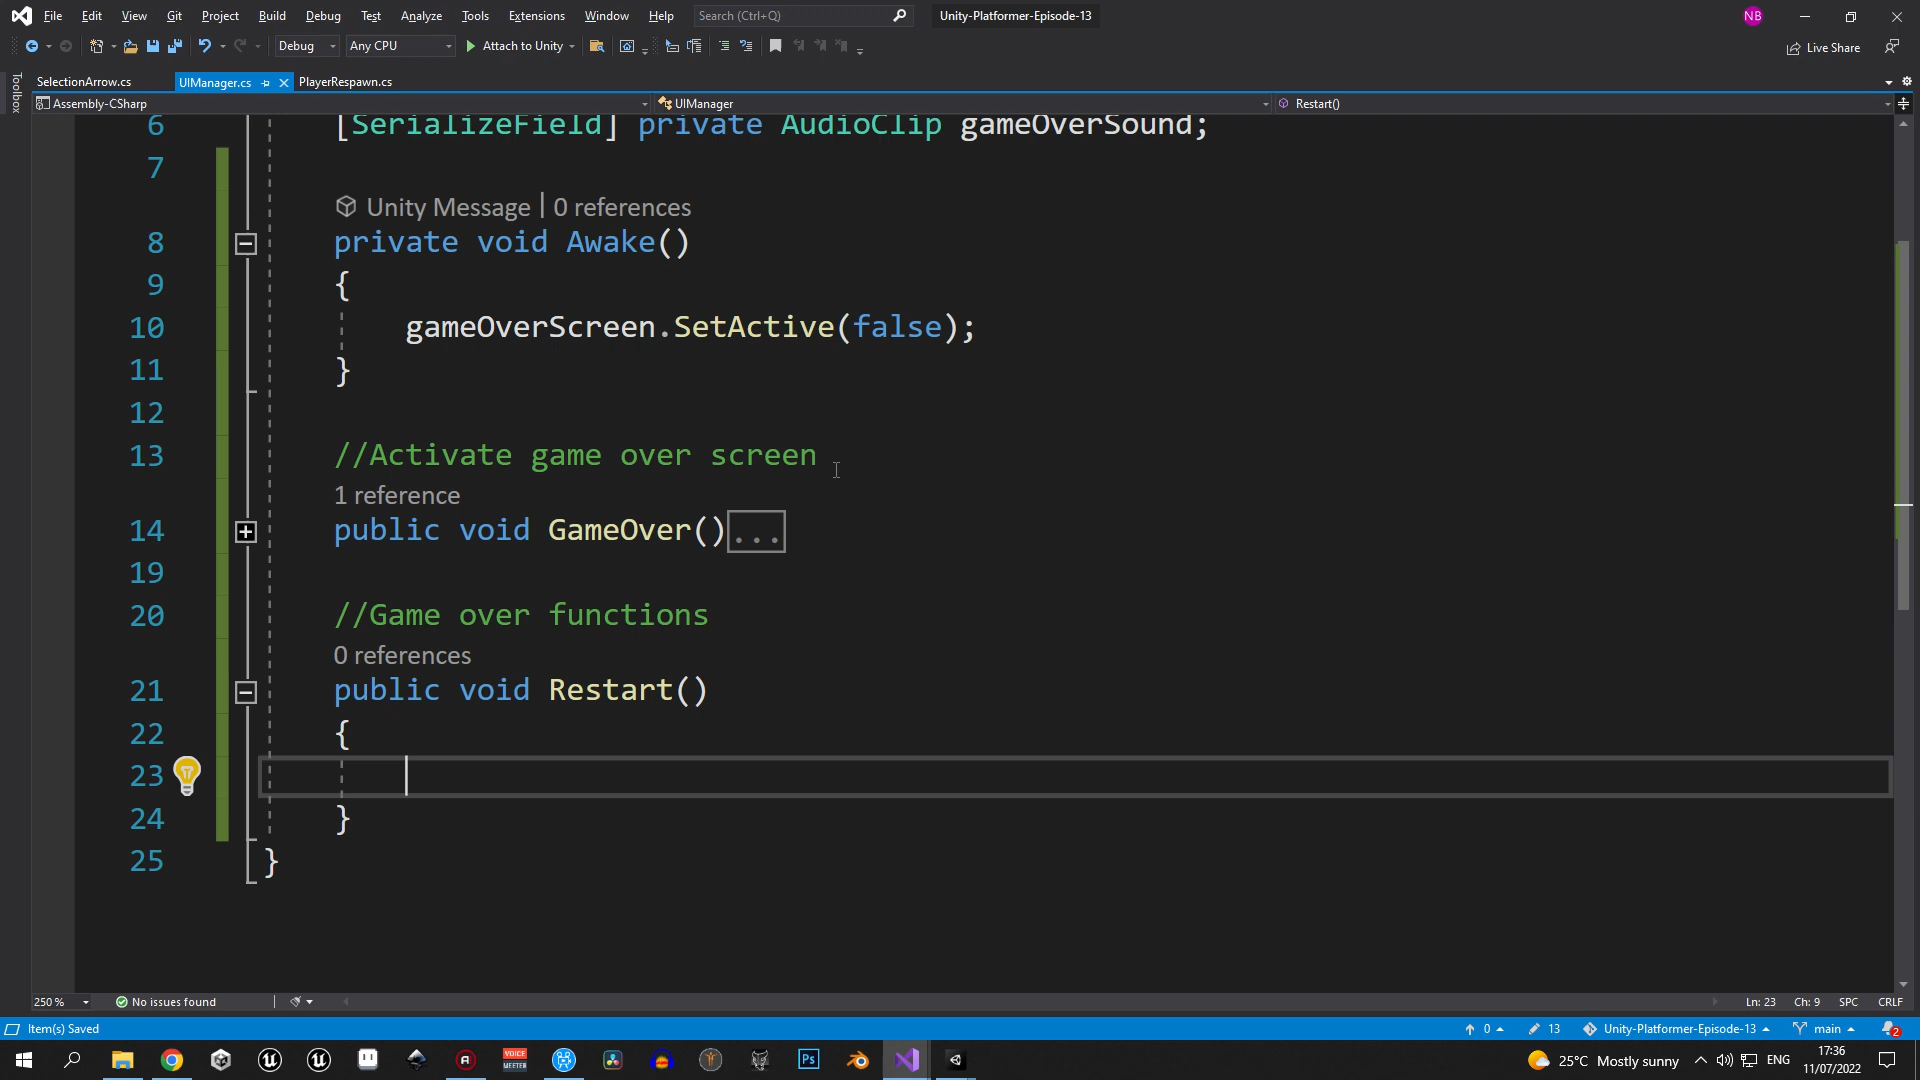 File Edit View Git Project Build Debug Test Analyze Tools Extensions Window Help Search (Ctrl+Q) Unity-Platformer-Episode-13 NB
Debug Any CPU Attach to Unity Live Share
Toolbox
SelectionArrow.cs UIManager.cs PlayerRespawn.cs
Assembly-CSharp UIManager Restart()
6 [SerializeField] private AudioClip gameOverSound;
7
Unity Message | 0 references
8 private void Awake()
9 {
10 gameOverScreen.SetActive(false);
11 }
12
13 //Activate game over screen
1 reference
14 public void GameOver()...
19
20 //Game over functions
0 references
21 public void Restart()
22 {
23
24 }
25 }
250 % No issues found Ln: 23 Ch: 9 SPC CRLF
Item(s) Saved 0 13 Unity-Platformer-Episode-13 main 2
VOICE MEETER Ps 25°C Mostly sunny ENG 17:36
11/07/2022